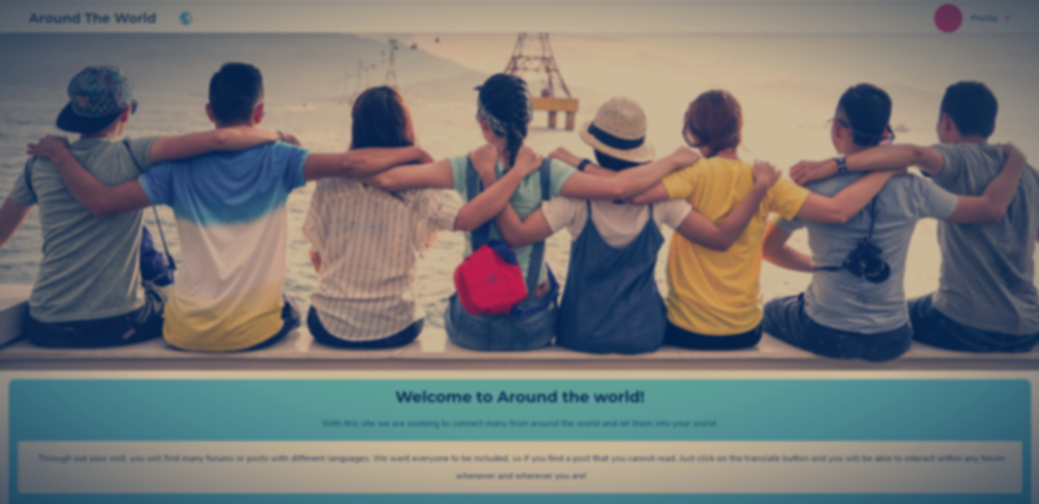 Around The World
Profile
Welcome to Around the world!
With this site we are working to connect many from around the world and let them into your world.
Through out your visit, you will find many forums or posts with different languages. We want everyone to be included, so if you find a post that you cannot read. Just click on the translate button and you will be able to interact within any forum
whenever and wherever you are!